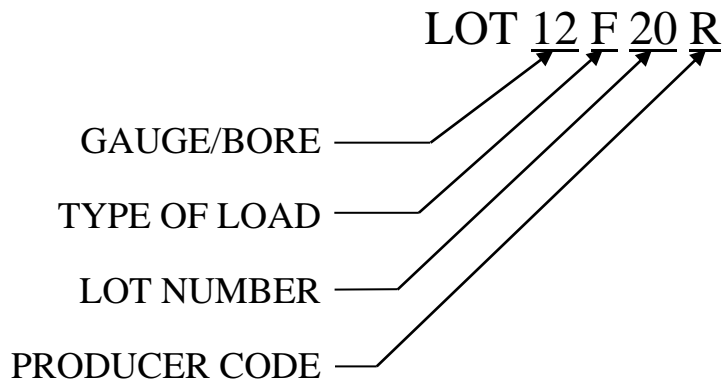 LOT 12 F 20 R
GAUGE/BORE
TYPE OF LOAD
LOT NUMBER
PRODUCER CODE